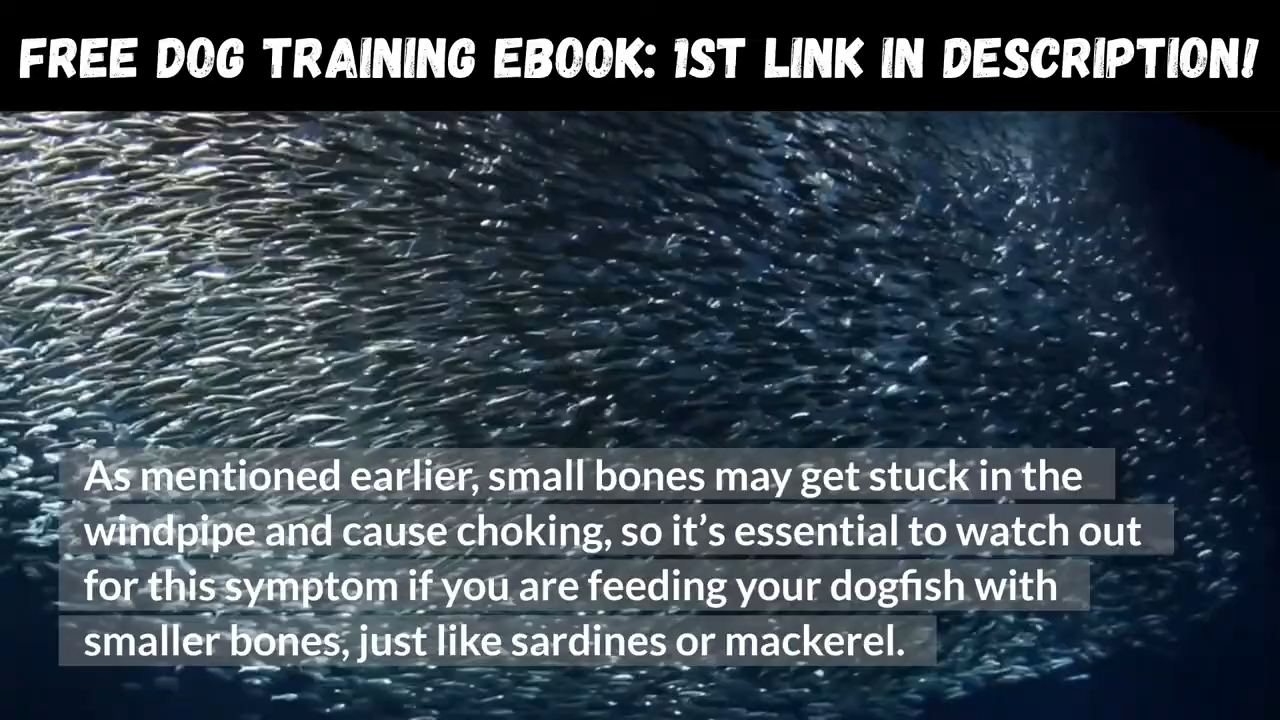 FREE DOG TRAINING EBOOK: 1ST LINK IN DESCRIPTION!
As mentioned earlier, small bones may get stuck in the
windpipe and cause choking, so it’s essential to watch out
for this symptom if you are feeding your dogfish with
smaller bones, just like sardines or mackerel.